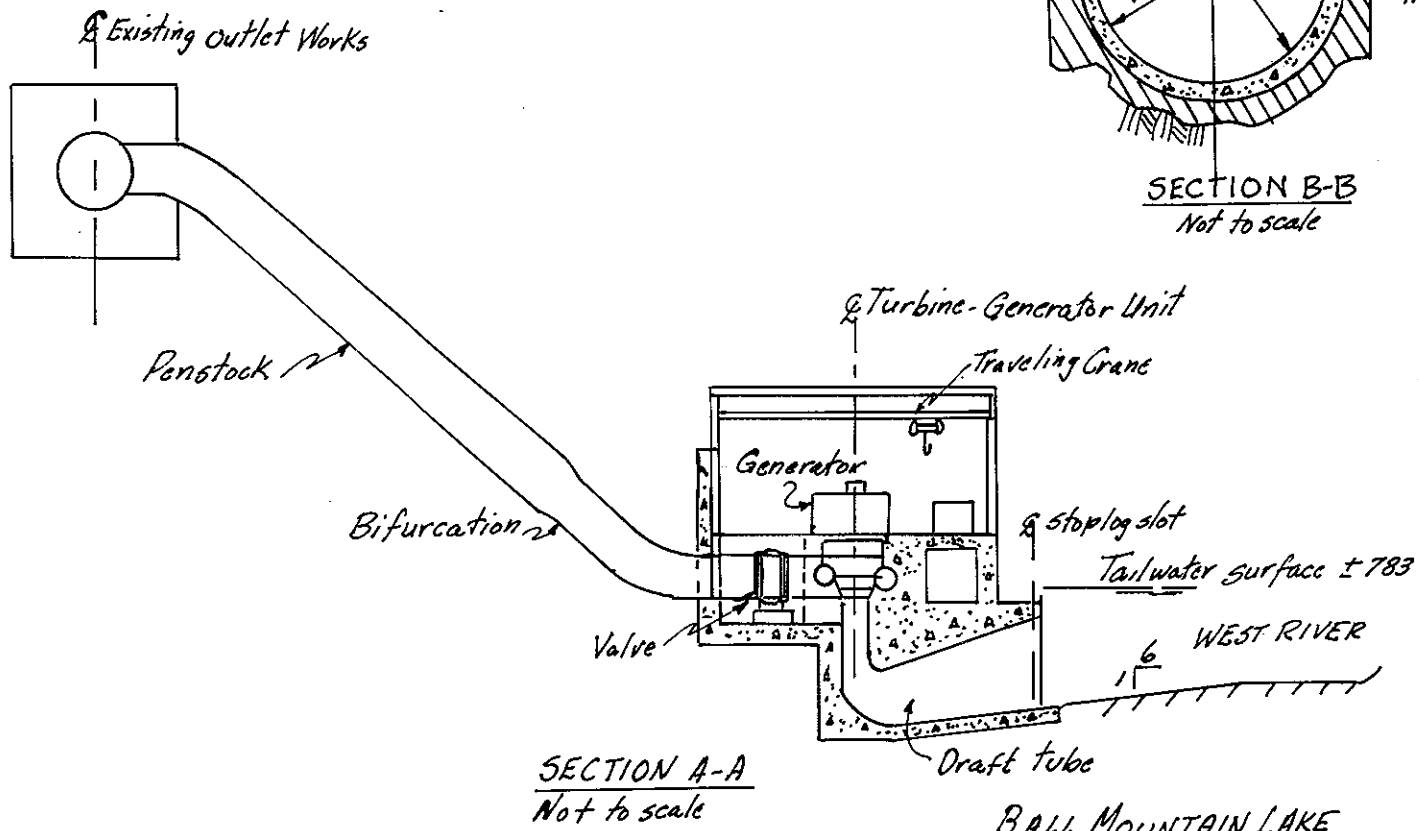 ℄ Existing Outlet Works
SECTION B-B
Not to scale
℄ Turbine-Generator Unit
Traveling Crane
Penstock
Generator
Bifurcation
℄ stoplog slot
Tailwater surface ± 783
WEST RIVER
1 6
Valve
Draft tube
SECTION A-A
Not to scale
BALL MOUNTAIN LAKE